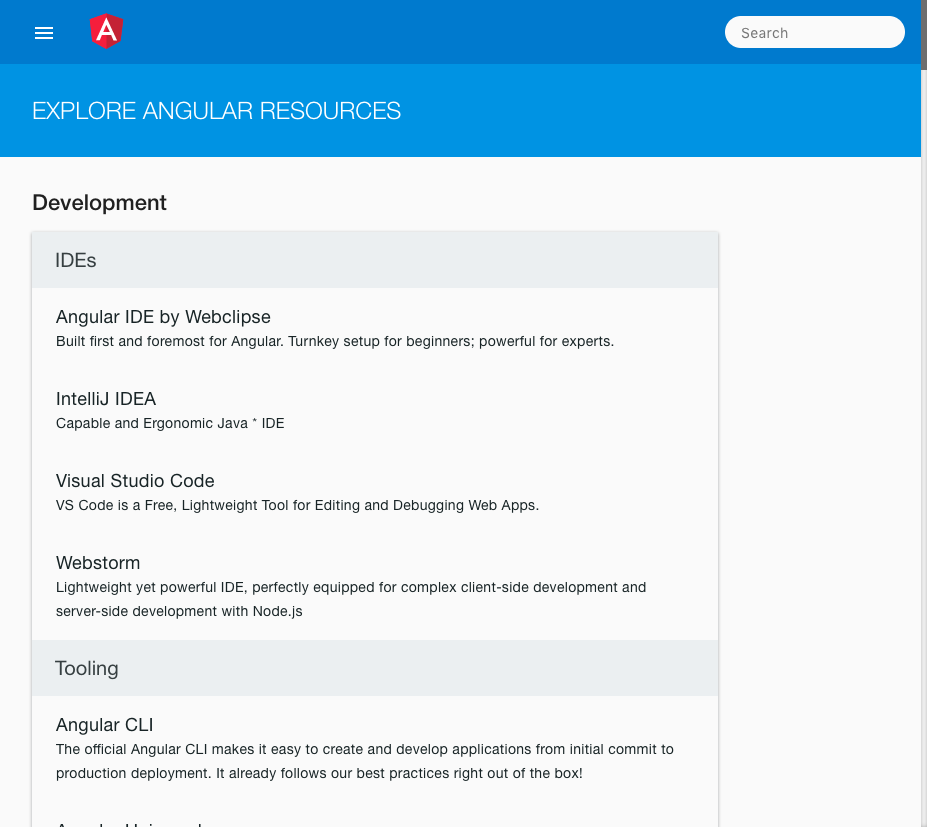 A
Search
EXPLORE ANGULAR RESOURCES
Development
IDEs
Angular IDE by Webclipse
Built first and foremost for Angular. Turnkey setup for beginners; powerful for experts.
IntelliJ IDEA
Capable and Ergonomic Java * IDE
Visual Studio Code
VS Code is a Free, Lightweight Tool for Editing and Debugging Web Apps.
Webstorm
Lightweight yet powerful IDE, perfectly equipped for complex client-side development and
server-side development with Node.js
Tooling
Angular CLI
The official Angular CLI makes it easy to create and develop applications from initial commit to
production deployment. It already follows our best practices right out of the box!